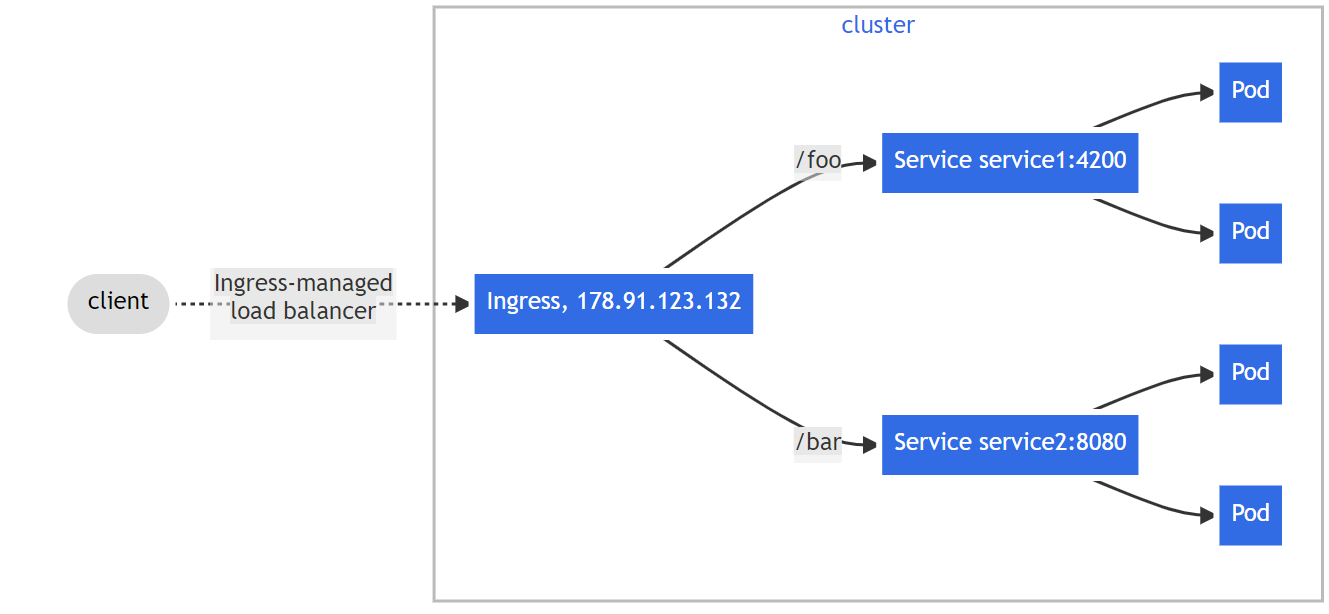 cluster
client
Ingress-managed
load balancer
Ingress, 178.91.123.132
/foo
Service service1:4200
Pod
Pod
/bar
Service service2:8080
Pod
Pod